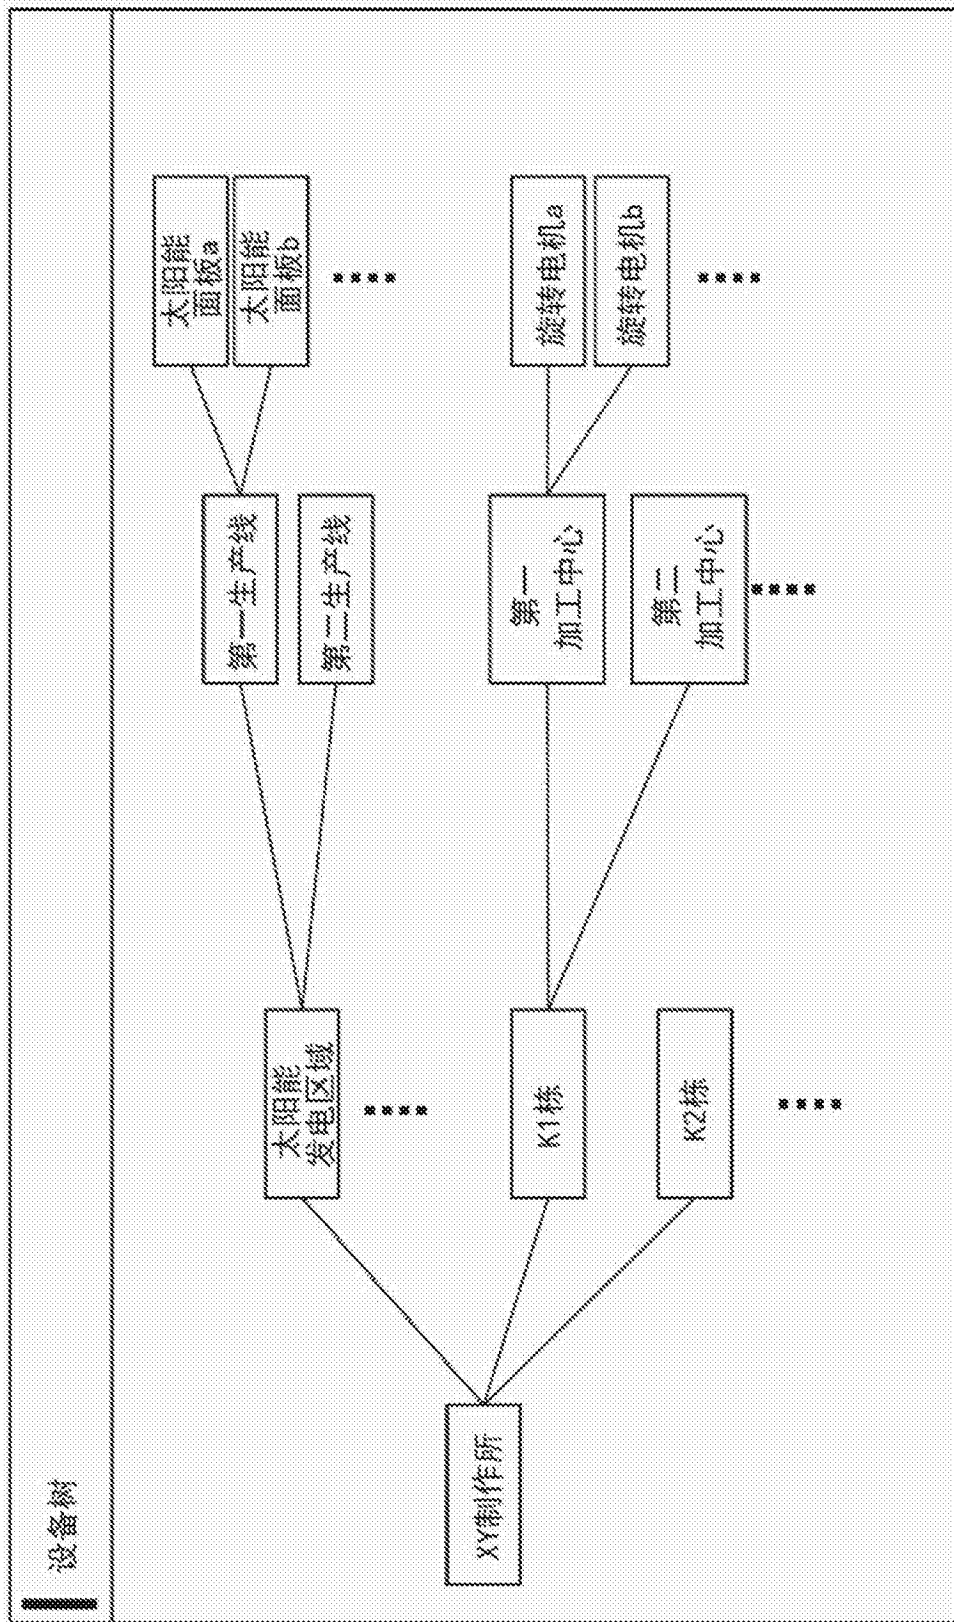 设备树
XY制作所
太阳能
发电区域
K1栋
K2栋
第一生产线
第二生产线
第一
加工中心
第二
加工中心
太阳能
面板a
太阳能
面板b
旋转电机a
旋转电机b